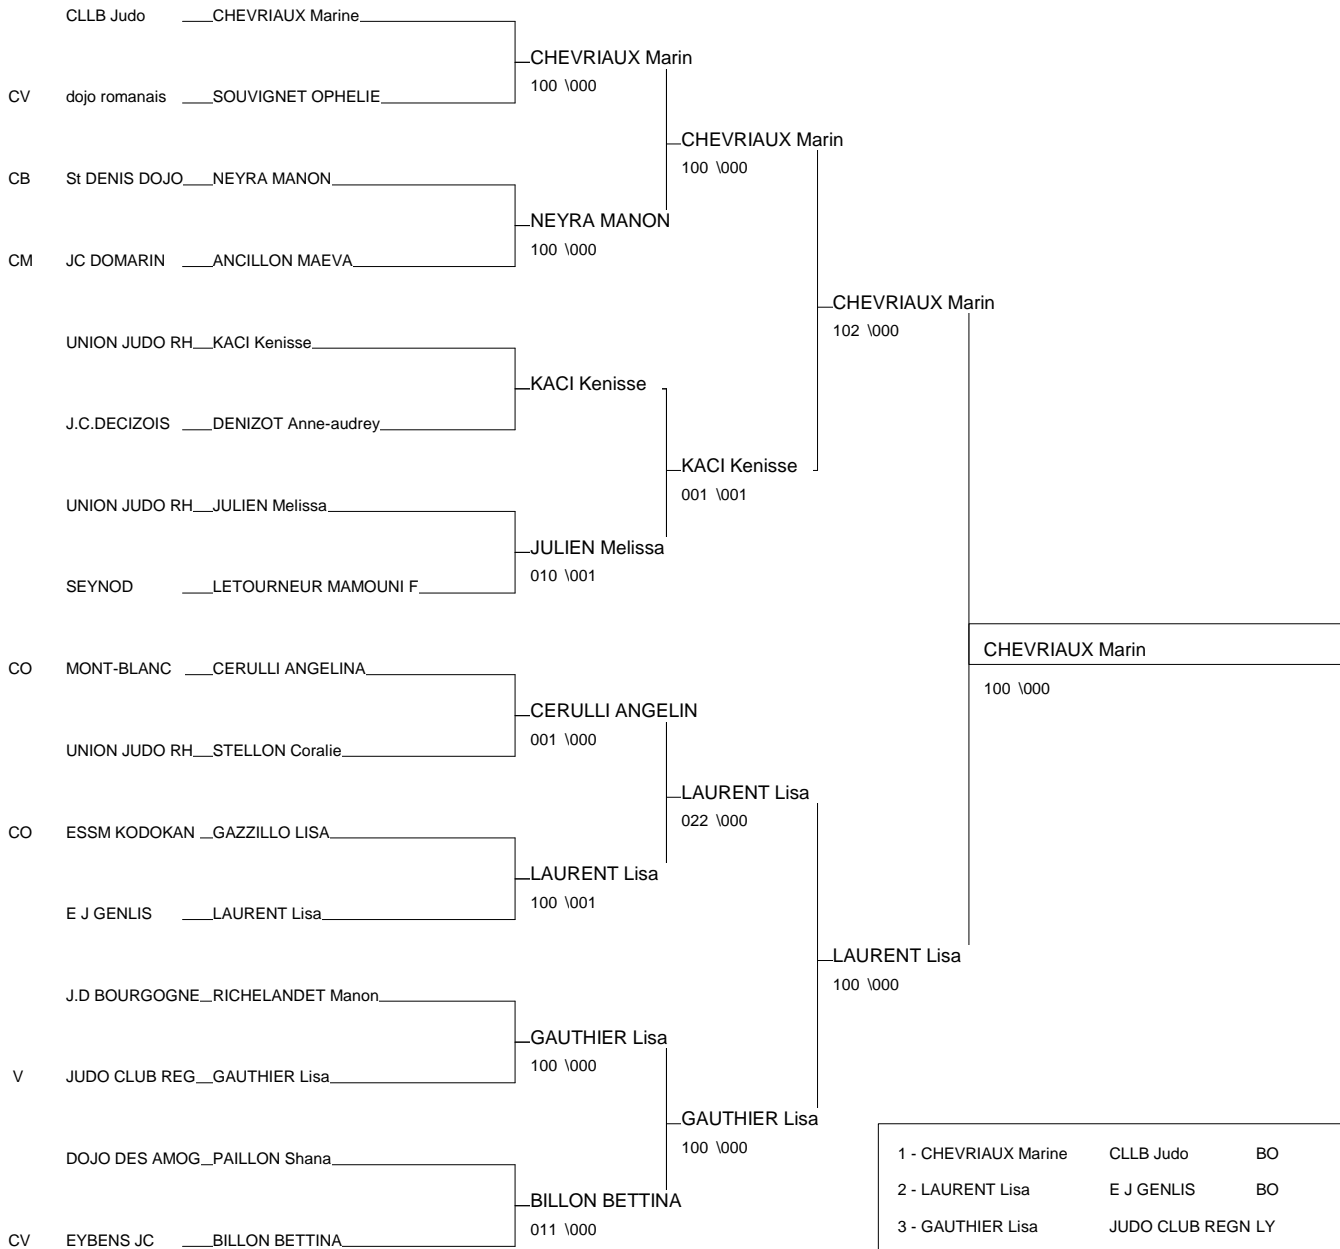 CLLB Judo CHEVRIAUX Marine
CHEVRIAUX Marin
100 \000
CV dojo romanais SOUVIGNET OPHELIE
CHEVRIAUX Marin
100 \000
CB St DENIS DOJO NEYRA MANON
NEYRA MANON
100 \000
CM JC DOMARIN ANCILLON MAEVA
CHEVRIAUX Marin
102 \000
UNION JUDO RH KACI Kenisse
KACI Kenisse
J.C.DECIZOIS DENIZOT Anne-audrey
KACI Kenisse
001 \001
UNION JUDO RH JULIEN Melissa
JULIEN Melissa
010 \001
SEYNOD LETOURNEUR MAMOUNI F
CHEVRIAUX Marin
100 \000
CO MONT-BLANC CERULLI ANGELINA
CERULLI ANGELIN
001 \000
UNION JUDO RH STELLON Coralie
LAURENT Lisa
022 \000
CO ESSM KODOKAN GAZZILLO LISA
LAURENT Lisa
100 \001
E J GENLIS LAURENT Lisa
LAURENT Lisa
100 \000
J.D BOURGOGNE RICHELANDET Manon
GAUTHIER Lisa
100 \000
V JUDO CLUB REG GAUTHIER Lisa
GAUTHIER Lisa
100 \000
DOJO DES AMOG PAILLON Shana
BILLON BETTINA
011 \000
CV EYBENS JC BILLON BETTINA
1 - CHEVRIAUX Marine CLLB Judo BO
2 - LAURENT Lisa E J GENLIS BO
3 - GAUTHIER Lisa JUDO CLUB REGN LY